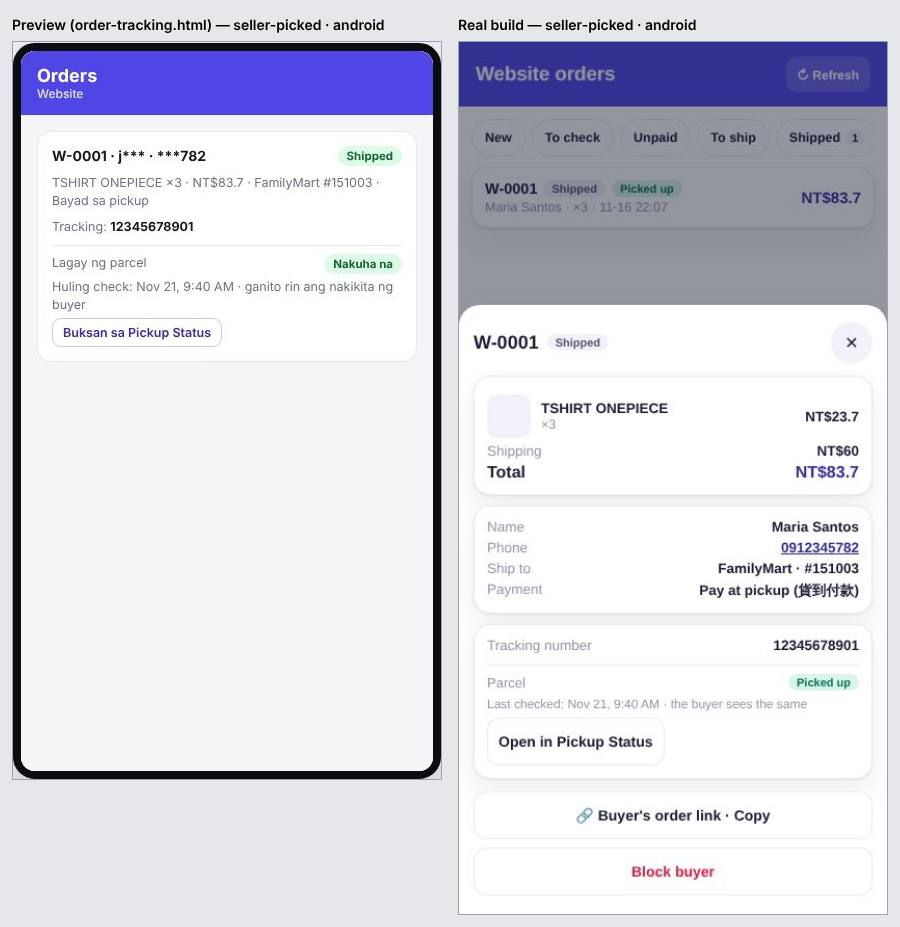 Preview (order-tracking.html) — seller-picked · android
Orders
Website
W-0001 · j*** · ***782
Shipped
TSHIRT ONEPIECE ×3 · NT$83.7 · FamilyMart #151003 ·
Bayad sa pickup
Tracking: 12345678901
Lagay ng parcel
Nakuha na
Huling check: Nov 21, 9:40 AM · ganito rin ang nakikita ng
buyer
Buksan sa Pickup Status
Real build — seller-picked · android
Website orders
↻ Refresh
New
To check
Unpaid
To ship
Shipped 1
W-0001 Shipped Picked up
Maria Santos · ×3 · 11-16 22:07
NT$83.7
W-0001 Shipped
✕
TSHIRT ONEPIECE
×3
NT$23.7
Shipping NT$60
Total NT$83.7
Name Maria Santos
Phone 0912345782
Ship to FamilyMart · #151003
Payment Pay at pickup (貨到付款)
Tracking number 12345678901
Parcel Picked up
Last checked: Nov 21, 9:40 AM · the buyer sees the same
Open in Pickup Status
🔗 Buyer's order link · Copy
Block buyer